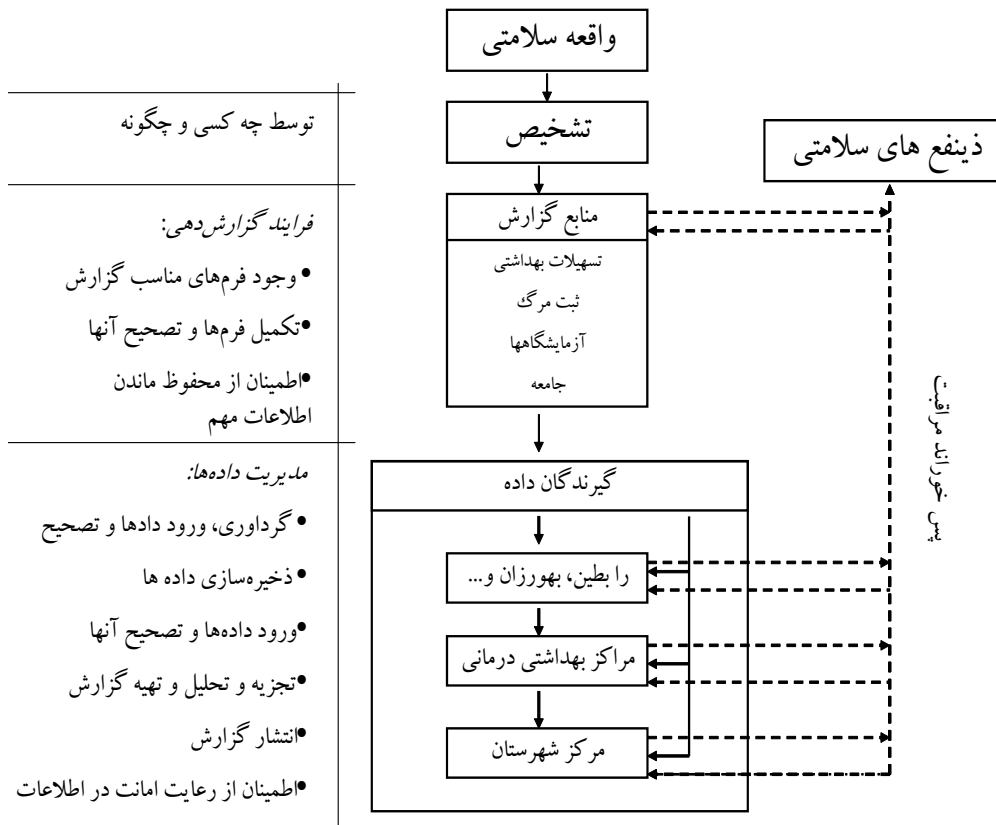 واقعه سلامتی
تشخیص
ذینفع های سلامتی
منابع گزارش
تسهیلات بهداشتی
ثبت مرگ
آزمایشگاهها
جامعه
گیرندگان داده
را بطین، بهورزان و...
مراکز بهداشتی درمانی
مرکز شهرستان
پس خوراند مراقبت
توسط چه کسی و چگونه
فرایند گزارش‌دهی:
• وجود فرم‌های مناسب گزارش
•تکمیل فرم‌ها و تصحیح آنها
•اطمینان از محفوظ ماندن
اطلاعات مهم
مدیریت داده‌ها:
• گرداوری، ورود دادها و تصحیح
• ذخیره‌سازی داده ها
•ورود داده‌ها و تصحیح آنها
•تجزیه و تحلیل و تهیه گزارش
•انتشار گزارش
•اطمینان از رعایت امانت در اطلاعات